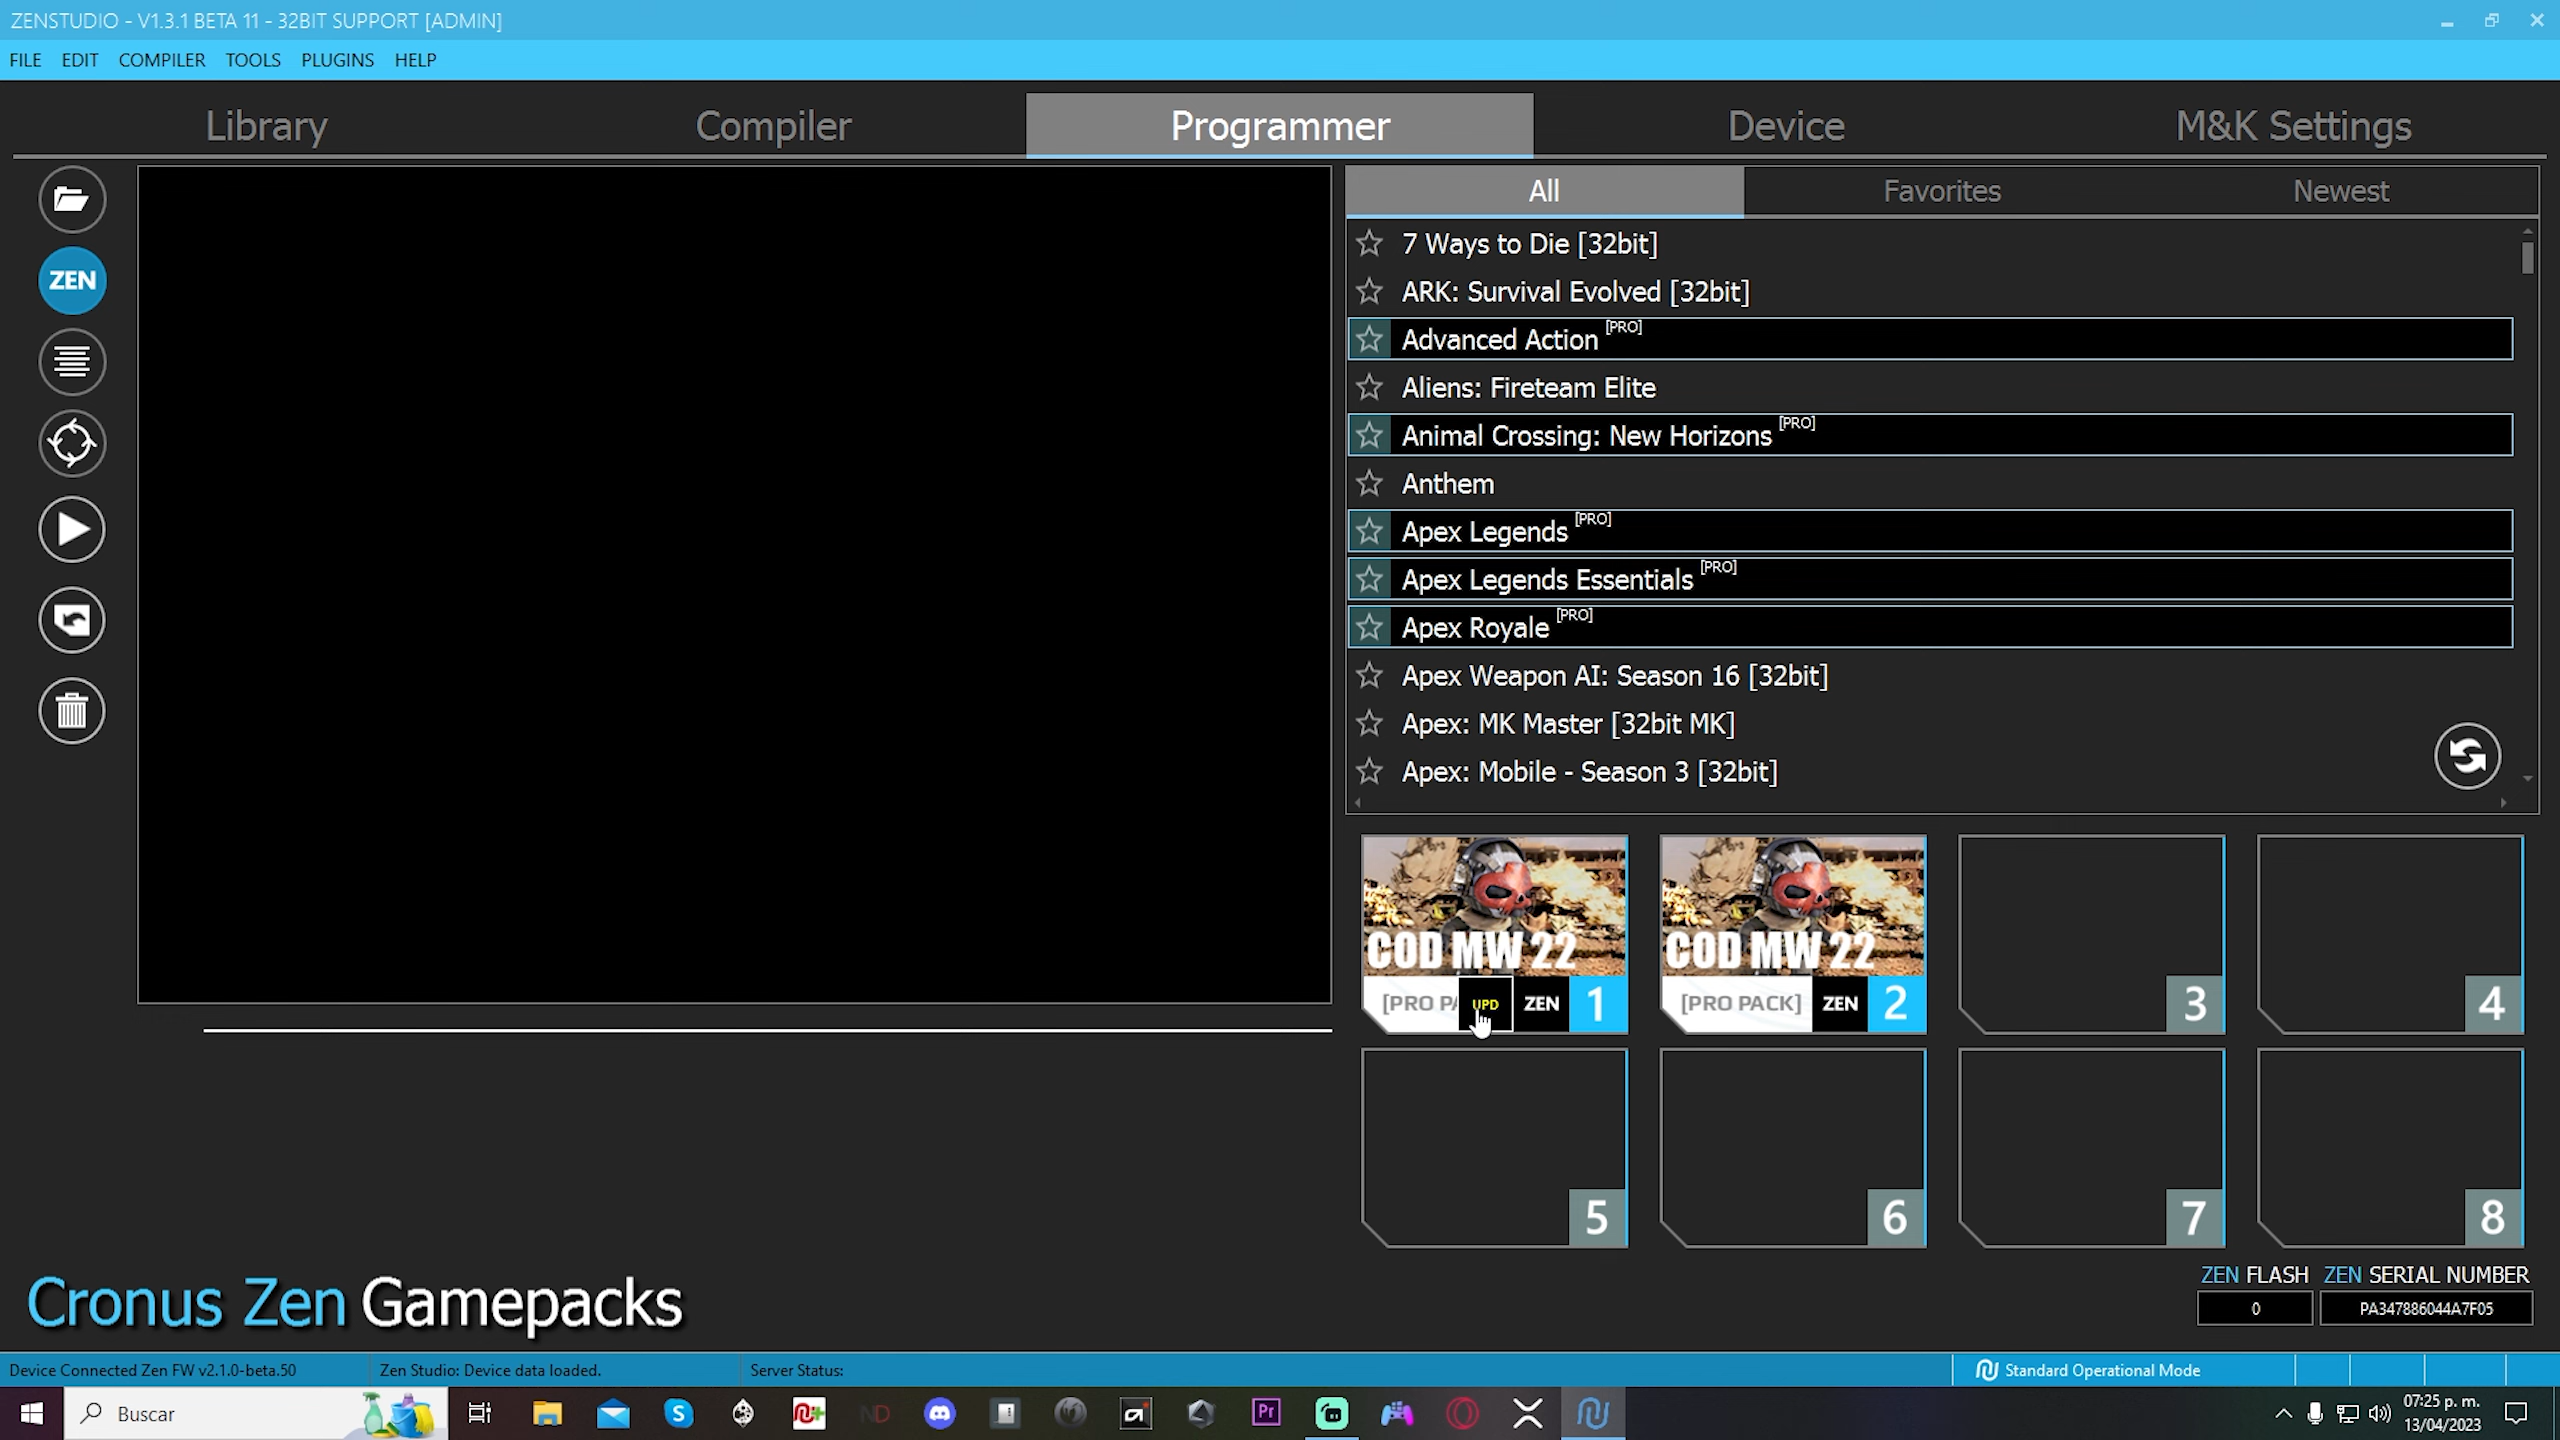 ZENSTUDIO - V1.3.1 BETA 11 - 32BIT SUPPORT [ADMIN]
FILE EDIT COMPILER TOOLS PLUGINS HELP
Library Compiler Programmer Device M&K Settings
All Favorites Newest
ZEN
7 Ways to Die [32bit]
ARK: Survival Evolved [32bit]
Advanced Action [PRO]
Aliens: Fireteam Elite
Animal Crossing: New Horizons [PRO]
Anthem
Apex Legends [PRO]
Apex Legends Essentials [PRO]
Apex Royale [PRO]
Apex Weapon AI: Season 16 [32bit]
Apex: MK Master [32bit MK]
Apex: Mobile - Season 3 [32bit]
COD MW 22
[PRO PA UPD ZEN 1
COD MW 22
[PRO PACK] ZEN 2
3
4
5
6
7
8
Cronus Zen Gamepacks
ZEN FLASH ZEN SERIAL NUMBER
0 PA347886044A7F05
Device Connected Zen FW v2.1.0-beta.50 Zen Studio: Device data loaded. Server Status: Standard Operational Mode
Buscar
ND
Pr
07:25 p. m.
13/04/2023